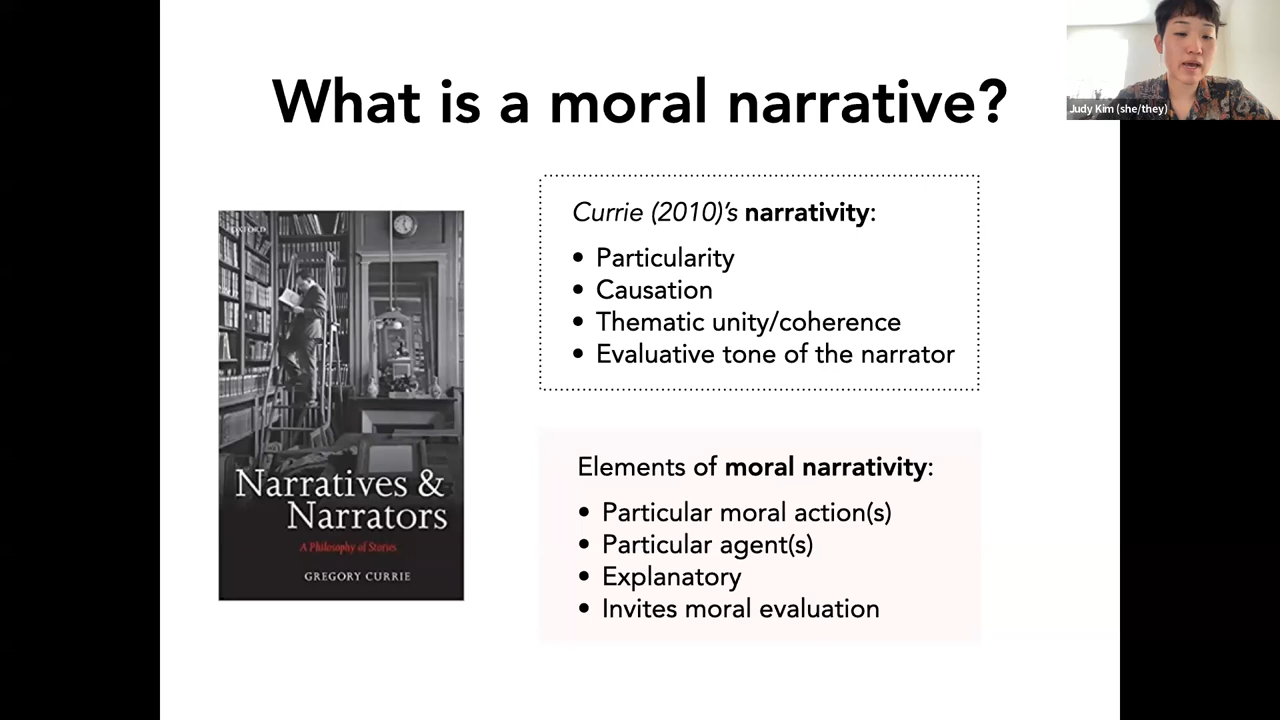 What is a moral narrative?
Judy Kim (she/they)
Currie (2010)'s narrativity:
• Particularity
• Causation
• Thematic unity/coherence
• Evaluative tone of the narrator
OXFORD
Narratives &
Narrators
A Philosophy of Stories
GREGORY CURRIE
Elements of moral narrativity:
• Particular moral action(s)
• Particular agent(s)
• Explanatory
• Invites moral evaluation